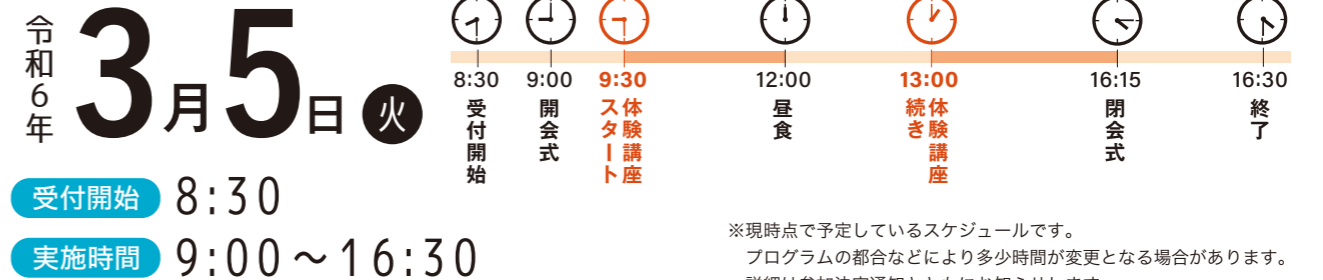 令和6年
3月5日 火
受付開始 8:30
実施時間 9:00～16:30
8:30 9:00 9:30 12:00 13:00 16:15 16:30
受付開始
開会式
体験講座
スタート
昼食
体験講座
続き
閉会式
終了
※現時点で予定しているスケジュールです。
プログラムの都合などにより多少時間が変更となる場合があります。